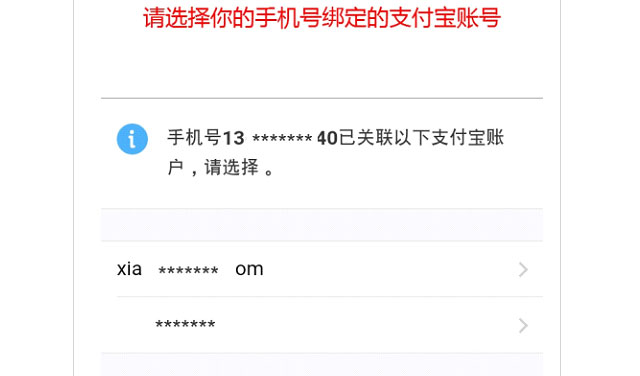 请选择你的手机号绑定的支付宝账号
手机号13 ******* 40已关联以下支付宝账
户，请选择。
xia ******* om
*******